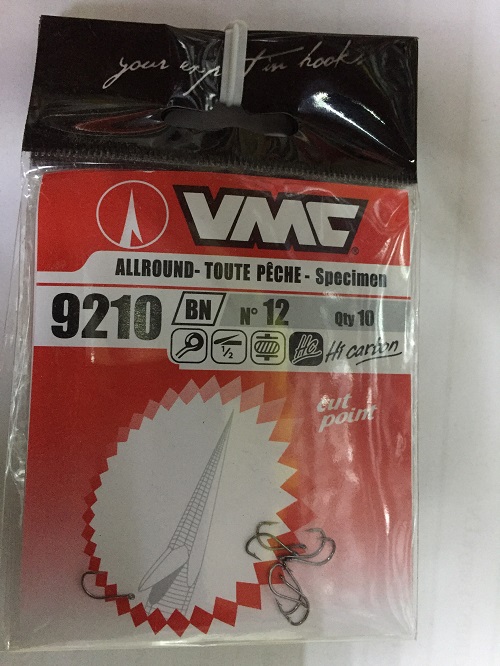 your expert in hooks
VMC®
ALLROUND- TOUTE PÊCHE - Specimen
9210 BN N° 12 Qty 10
1/2 HC Hi carbon
cut
point